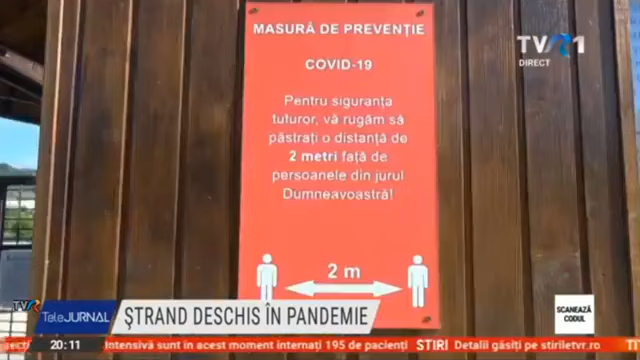 MASURĂ DE PREVENȚIE
COVID-19
Pentru siguranța
tuturor, vă rugăm să
păstrați o distanță de
2 metri față de
persoanele din jurul
Dumneavoastră!
2 m
TVR1
DIRECT
SCANEAZĂ
CODUL
TVR
TeleJURNAL
ŞTRAND DESCHIS ÎN PANDEMIE
20:11
Intensivă sunt în acest moment internați 195 de pacienți
STIRI
Detalii găsiți pe stiriletvr.ro